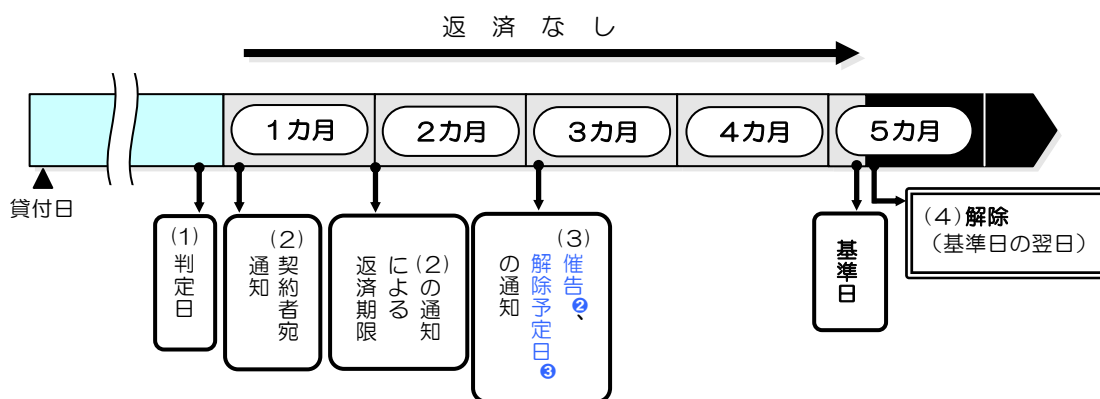 返済なし
1カ月
2カ月
3カ月
4カ月
5カ月
貸付日
(1)
判定日
(2)
契約者宛
通知
(2)の通知
による
返済期限
(3)
催告❷、
解除予定日❸
の通知
基準日
(4)解除
（基準日の翌日）